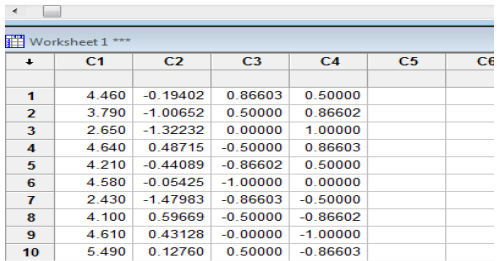 Worksheet 1 ***
C1 C2 C3 C4 C5 C6
1 4.460 -0.19402 0.86603 0.50000
2 3.790 -1.00652 0.50000 0.86602
3 2.650 -1.32232 0.00000 1.00000
4 4.640 0.48715 -0.50000 0.86603
5 4.210 -0.44089 -0.86602 0.50000
6 4.580 -0.05425 -1.00000 0.00000
7 2.430 -1.47983 -0.86603 -0.50000
8 4.100 0.59669 -0.50000 -0.86602
9 4.610 0.43128 -0.00000 -1.00000
10 5.490 0.12760 0.50000 -0.86603